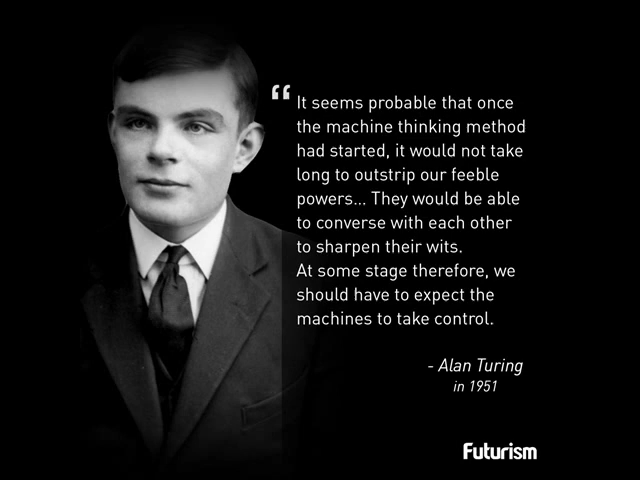 “ It seems probable that once
the machine thinking method
had started, it would not take
long to outstrip our feeble
powers... They would be able
to converse with each other
to sharpen their wits.
At some stage therefore, we
should have to expect the
machines to take control.
- Alan Turing
in 1951
Futurism